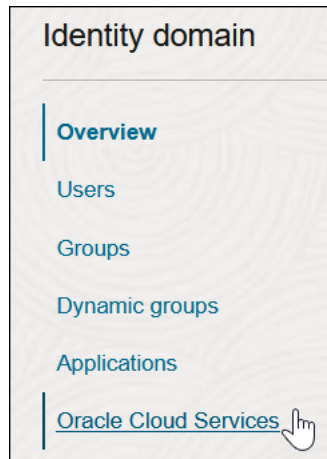 Identity domain
Overview
Users
Groups
Dynamic groups
Applications
Oracle Cloud Services